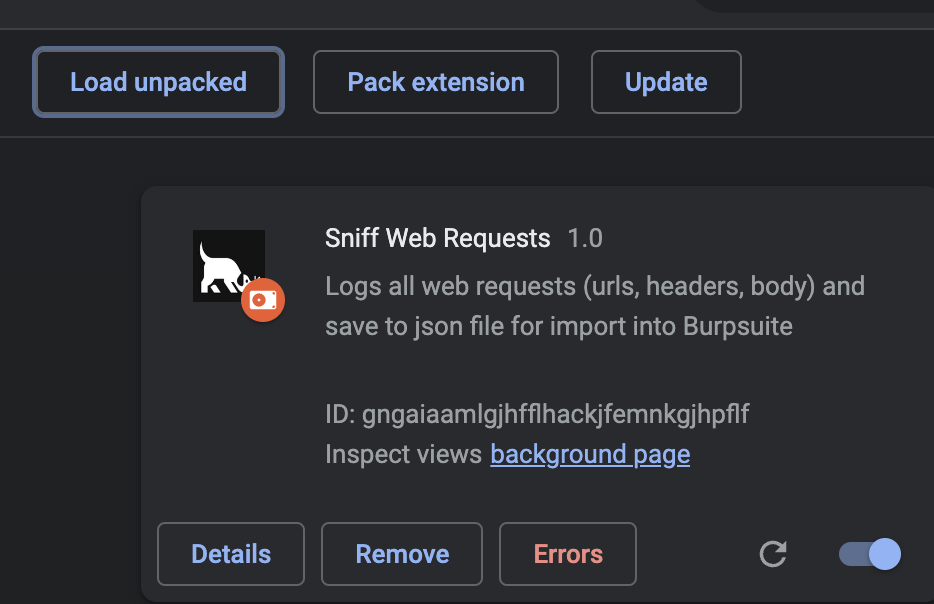 Load unpacked
Pack extension
Update
Sniff Web Requests 1.0
Logs all web requests (urls, headers, body) and
save to json file for import into Burpsuite
ID: gngaiaamlgjhfflhackjfemnkgjhpflf
Inspect views background page
Details
Remove
Errors